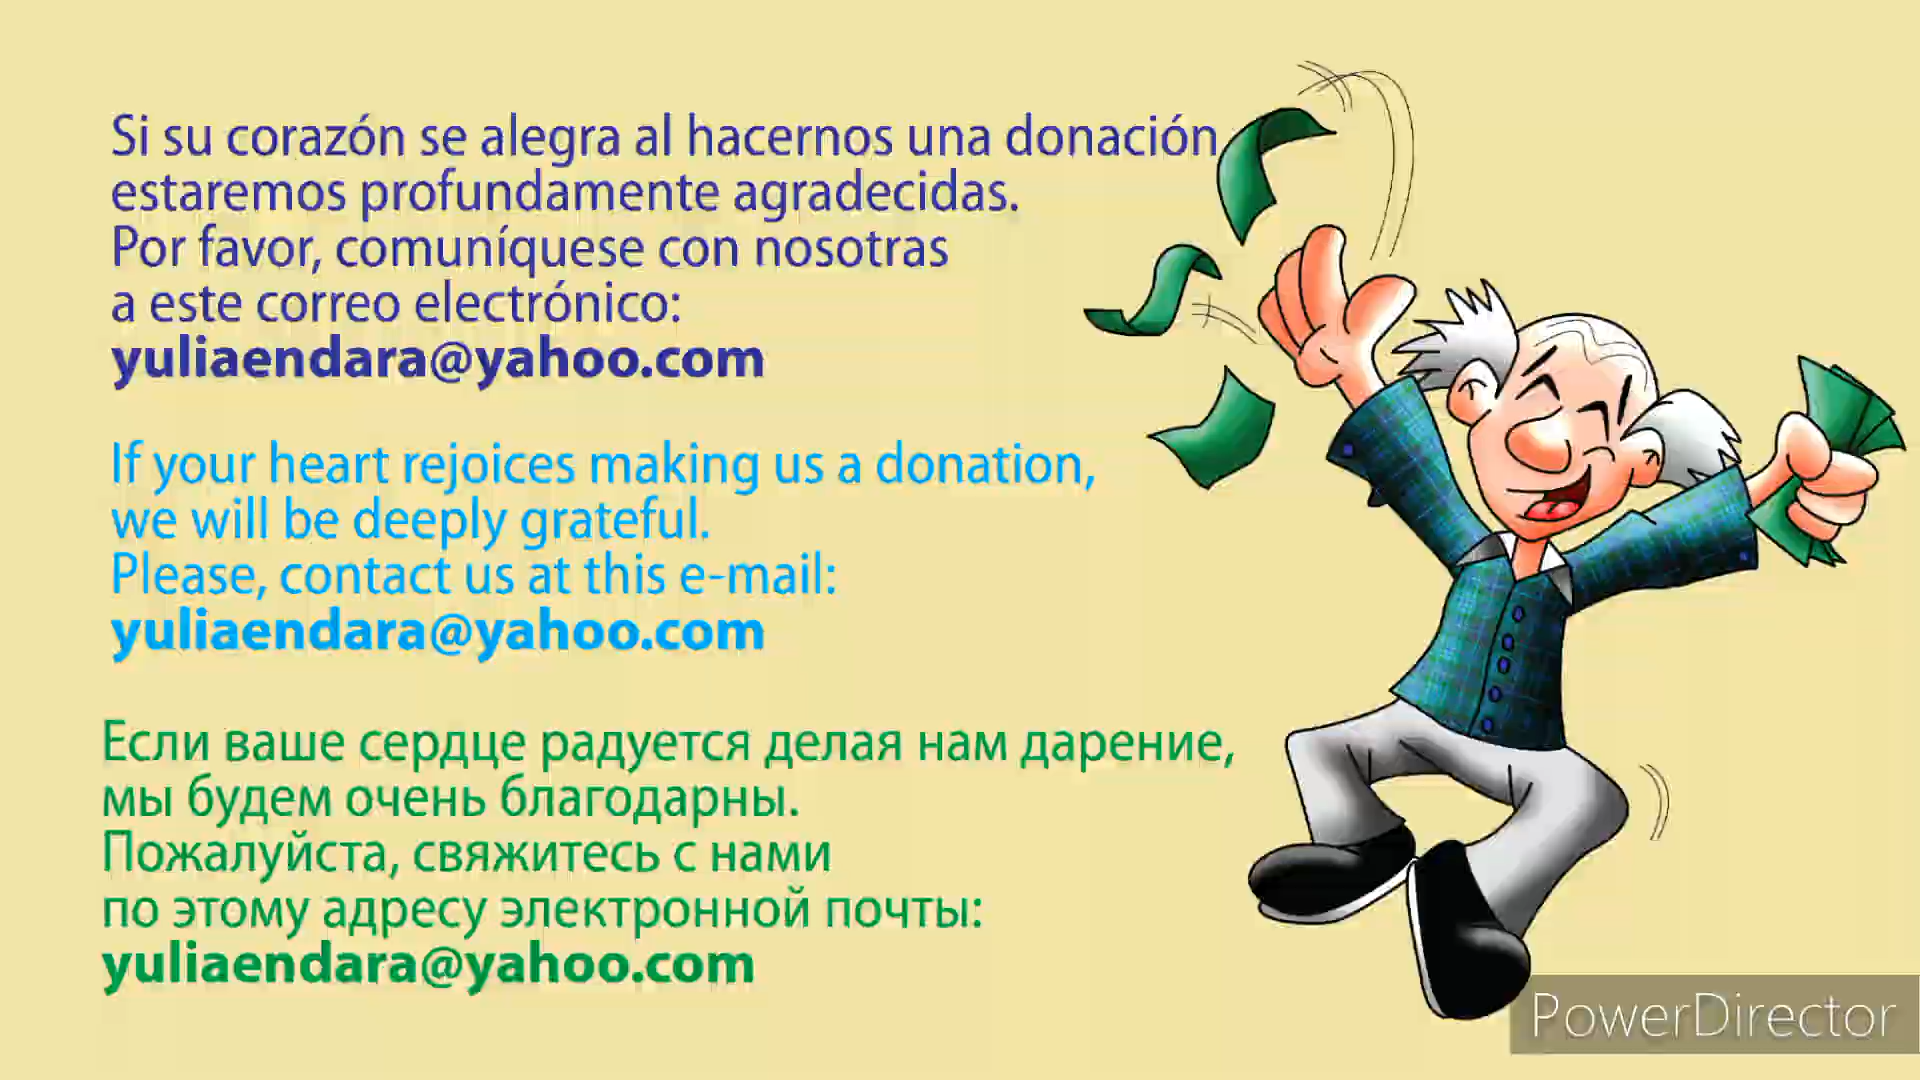 Si su corazón se alegra al hacernos una donación
estaremos profundamente agradecidas.
Por favor, comuníquese con nosotras
a este correo electrónico:
yuliaendara@yahoo.com
If your heart rejoices making us a donation,
we will be deeply grateful.
Please, contact us at this e-mail:
yuliaendara@yahoo.com
Если ваше сердце радуется делая нам дарение,
мы будем очень благодарны.
Пожалуйста, свяжитесь с нами
по этому адресу электронной почты:
yuliaendara@yahoo.com
PowerDirector